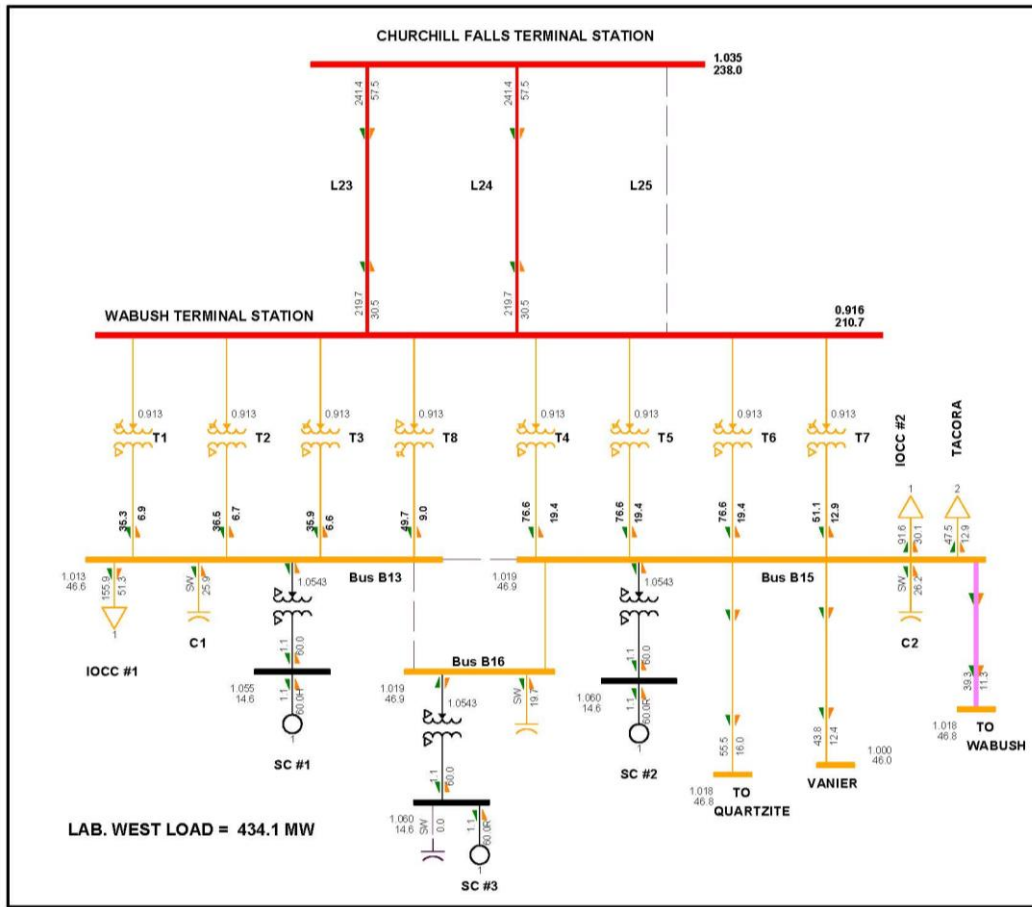 CHURCHILL FALLS TERMINAL STATION
1.035
238.0
241.4
57.5
241.4
57.5
L23
L24
L25
219.7
30.5
219.7
30.5
WABUSH TERMINAL STATION
0.916
210.7
0.913
0.913
0.913
0.913
0.913
0.913
0.913
0.913
T1
T2
T3
T8
T4
T5
T6
T7
IOCC #2
TACORA
1
2
35.3
6.9
36.5
6.7
35.9
6.6
49.7
9.0
76.6
19.4
76.6
19.4
76.6
19.4
51.1
12.9
91.6
30.1
47.5
12.9
1.013
46.6
Bus B13
1.019
46.9
Bus B15
155.9
51.3
SW
25.9
1.0543
1.0543
SW
26.2
1
IOCC #1
C1
C2
1.1
60.0
Bus B16
1.1
60.0
39.3
11.3
1.055
14.6
1.1
60.0R
1
SC #1
1.019
46.9
1.0543
SW
19.7
1.060
14.6
1.1
60.0R
1
SC #2
1.018
46.8
TO
WABUSH
55.5
16.0
43.8
12.4
1.000
46.0
VANIER
1.1
60.0
1.018
46.8
TO
QUARTZITE
1.060
14.6
SW
0.0
1.1
60.0R
1
SC #3
LAB. WEST LOAD = 434.1 MW